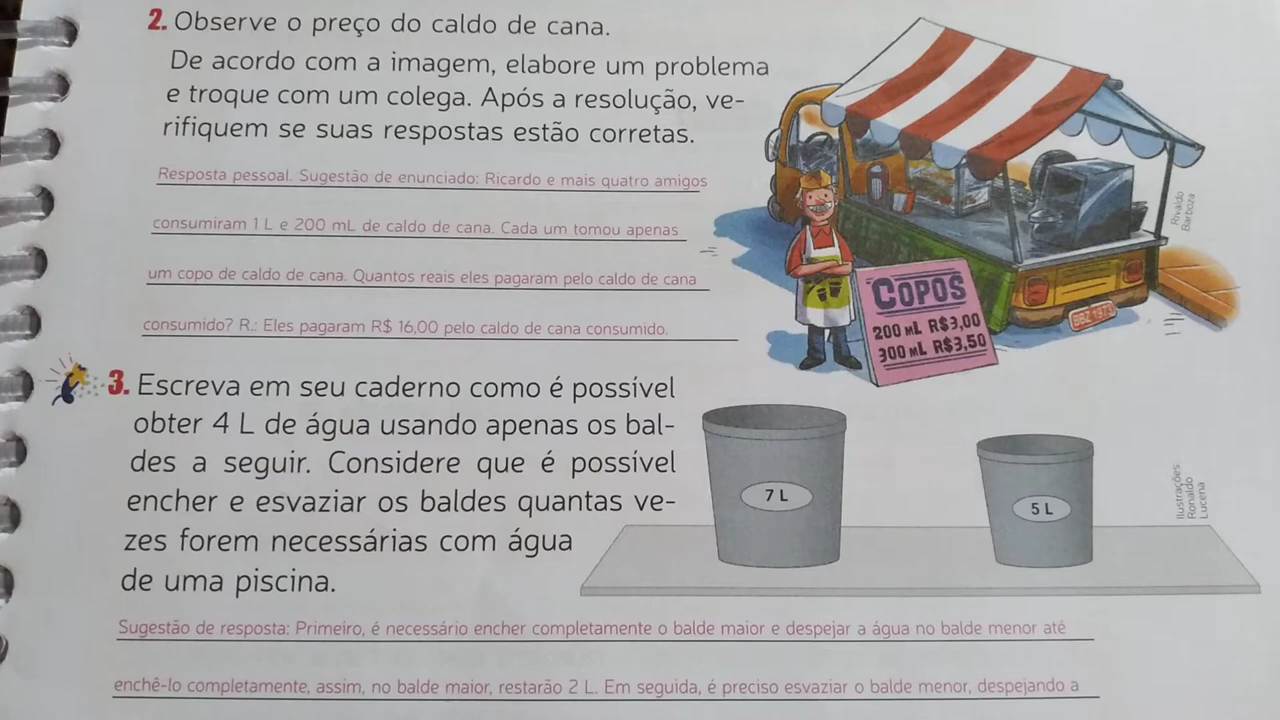 2. Observe o preço do caldo de cana.
De acordo com a imagem, elabore um problema
e troque com um colega. Após a resolução, ve-
rifiquem se suas respostas estão corretas.
Resposta pessoal. Sugestão de enunciado: Ricardo e mais quatro amigos
consumiram 1 L e 200 mL de caldo de cana. Cada um tomou apenas
um copo de caldo de cana. Quantos reais eles pagaram pelo caldo de cana
consumido? R.: Eles pagaram R$ 16,00 pelo caldo de cana consumido.
COPOS
200 mL R$3,00
300 mL R$3,50
BBZ 1973
Rivaldo
Barboza
3. Escreva em seu caderno como é possível
obter 4 L de água usando apenas os bal-
des a seguir. Considere que é possível
encher e esvaziar os baldes quantas ve-
zes forem necessárias com água
de uma piscina.
7 L
5 L
Ilustrações:
Ronaldo
Lucena
Sugestão de resposta: Primeiro, é necessário encher completamente o balde maior e despejar a água no balde menor até
enchê-lo completamente, assim, no balde maior, restarão 2 L. Em seguida, é preciso esvaziar o balde menor, despejando a